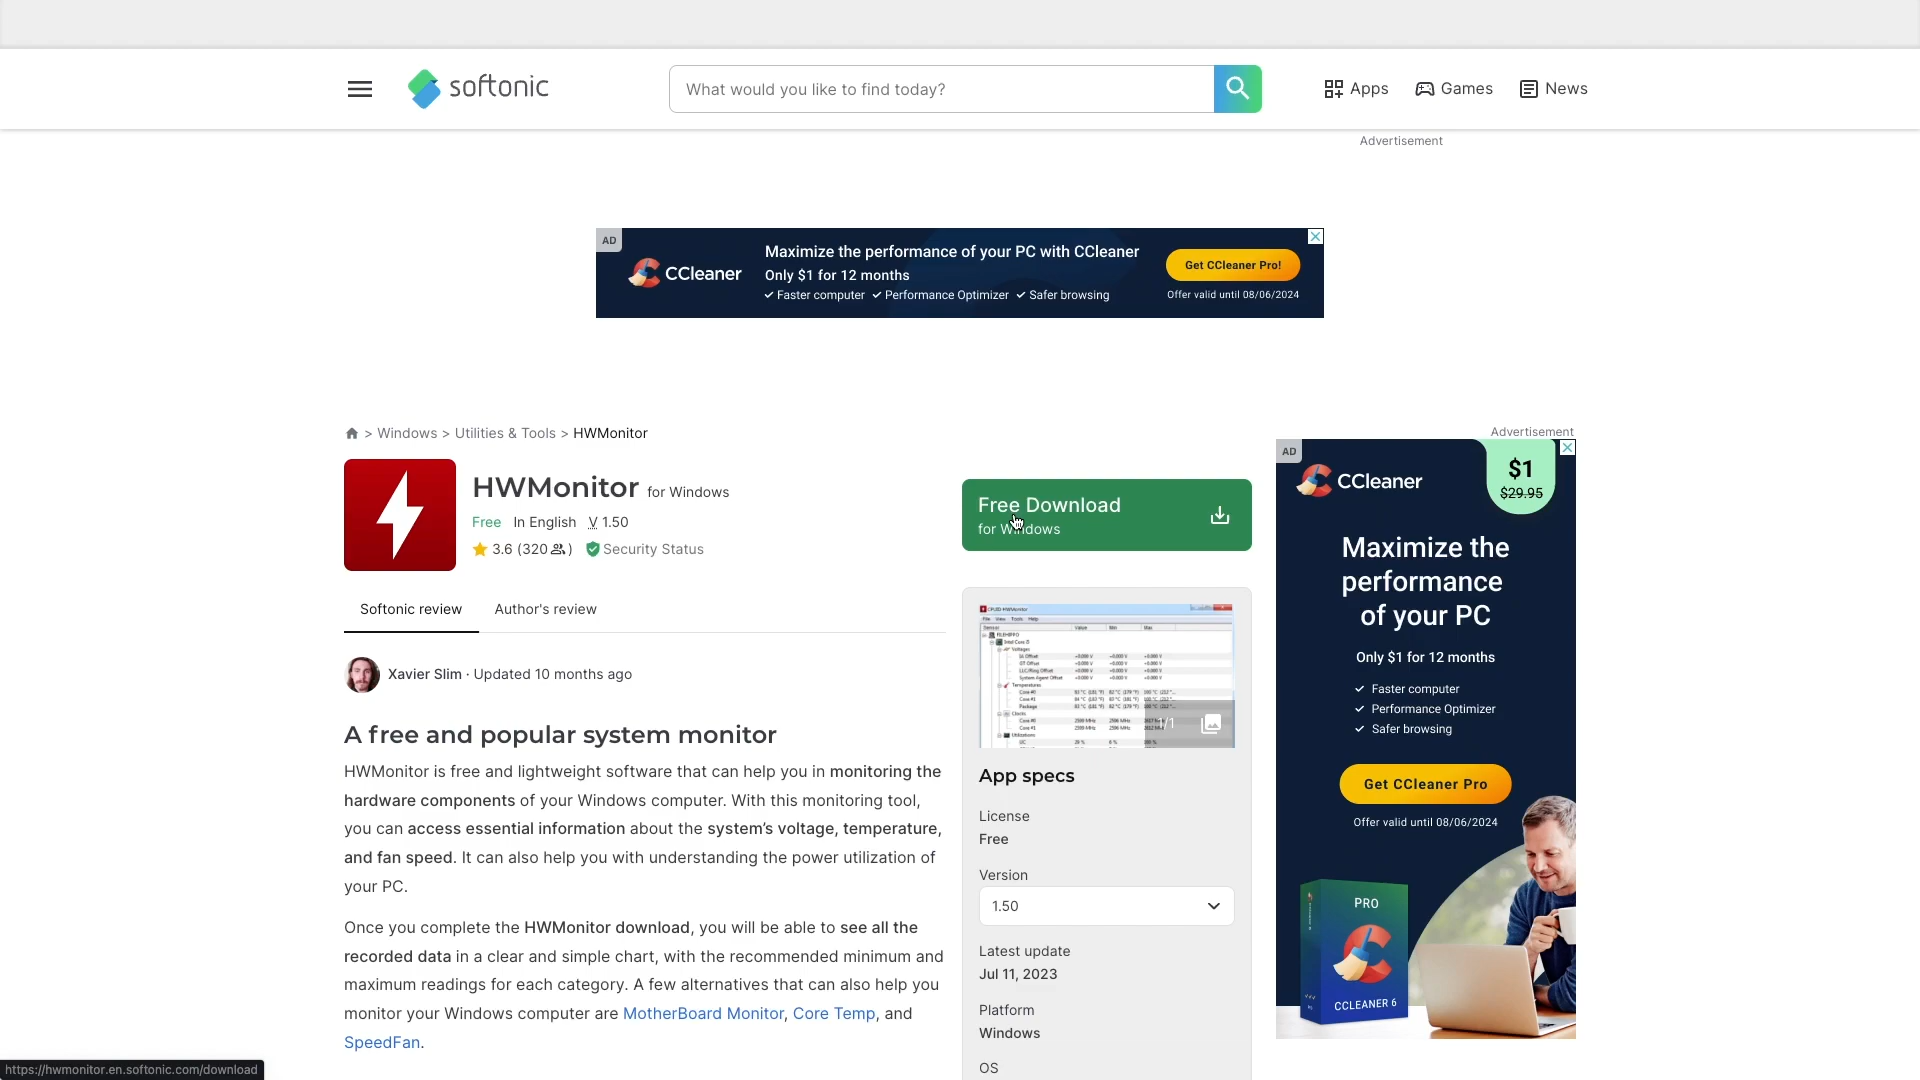 softonic
What would you like to find today?
Apps
Games
News
Advertisement
AD
CCleaner
Maximize the performance of your PC with CCleaner
Only $1 for 12 months
Faster computer
Performance Optimizer
Safer browsing
Get CCleaner Pro!
Offer valid until 08/06/2024
> Windows > Utilities & Tools > HWMonitor
HWMonitor for Windows
Free In English V 1.50
3.6 (320)
Security Status
Softonic review
Author's review
Xavier Slim · Updated 10 months ago
A free and popular system monitor
HWMonitor is free and lightweight software that can help you in monitoring the
hardware components of your Windows computer. With this monitoring tool,
you can access essential information about the system's voltage, temperature,
and fan speed. It can also help you with understanding the power utilization of
your PC.
Once you complete the HWMonitor download, you will be able to see all the
recorded data in a clear and simple chart, with the recommended minimum and
maximum readings for each category. A few alternatives that can also help you
monitor your Windows computer are MotherBoard Monitor, Core Temp, and
SpeedFan.
Free Download
for Windows
1/1
App specs
License
Free
Version
1.50
Latest update
Jul 11, 2023
Platform
Windows
OS
Advertisement
AD
CCleaner
$1
$29.95
Maximize the
performance
of your PC
Only $1 for 12 months
Faster computer
Performance Optimizer
Safer browsing
Get CCleaner Pro
Offer valid until 08/06/2024
PRO
CCLEANER 6
https://hwmonitor.en.softonic.com/download